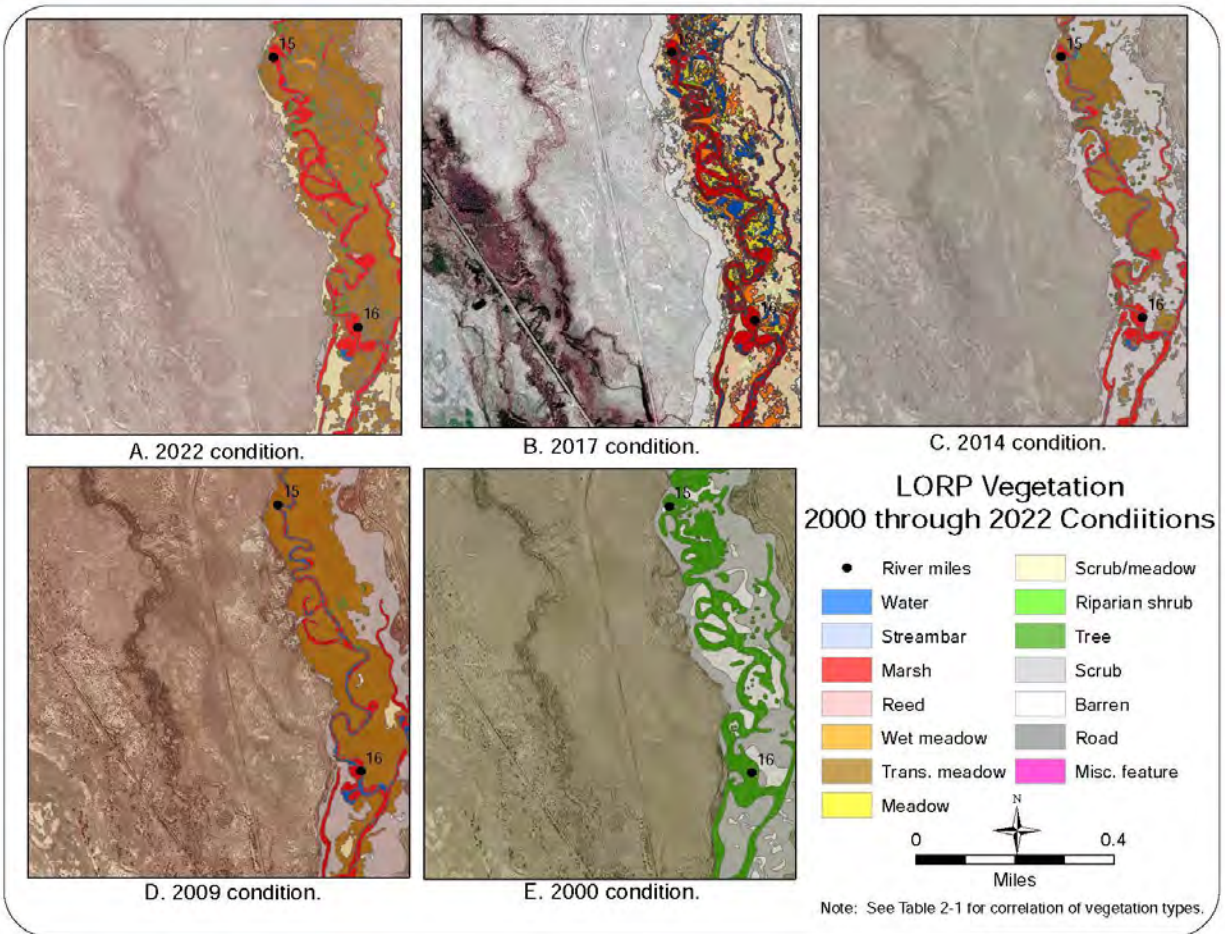 15
16
A. 2022 condition.
15
16
B. 2017 condition.
15
16
C. 2014 condition.
15
16
D. 2009 condition.
15
16
E. 2000 condition.
LORP Vegetation
2000 through 2022 Condiitions
River miles
Water
Streambar
Marsh
Reed
Wet meadow
Trans. meadow
Meadow
Scrub/meadow
Riparian shrub
Tree
Scrub
Barren
Road
Misc. feature
N
0 0.4
Miles
Note: See Table 2-1 for correlation of vegetation types.